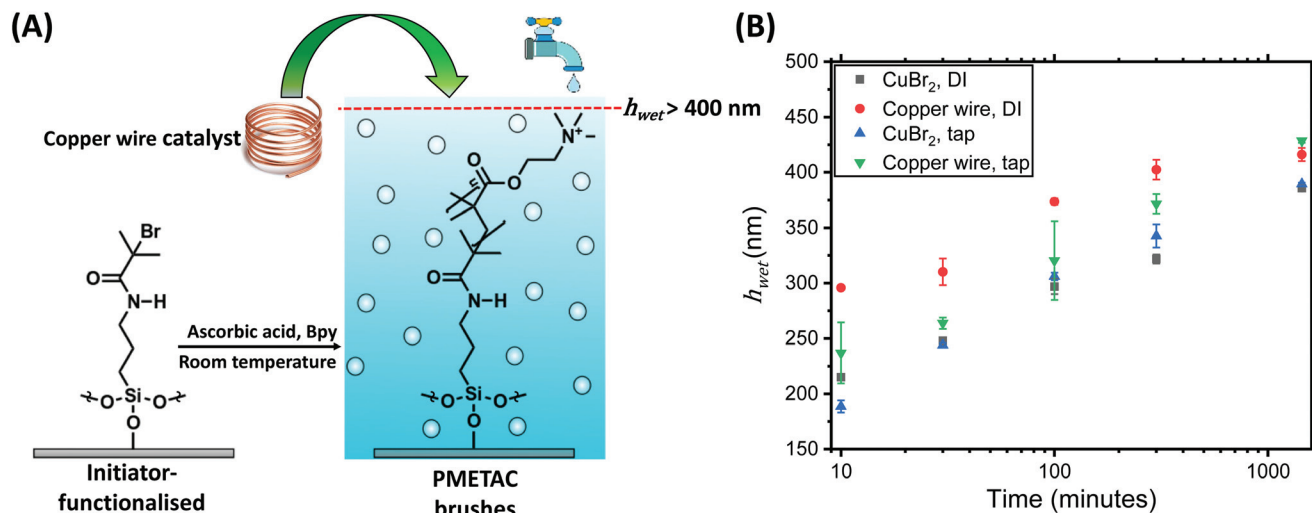 (A)
Copper wire catalyst
h_wet > 400 nm
N⁺
O
O
n
Br
O
N-H
O
N-H
Ascorbic acid, Bpy
Room temperature
Si
O O
O
Si
O O
O
Initiator-
functionalised
PMETAC
brushes
(B)
500
450
400
350
300
250
200
150
h_wet (nm)
CuBr₂, DI
Copper wire, DI
CuBr₂, tap
Copper wire, tap
10
100
1000
Time (minutes)